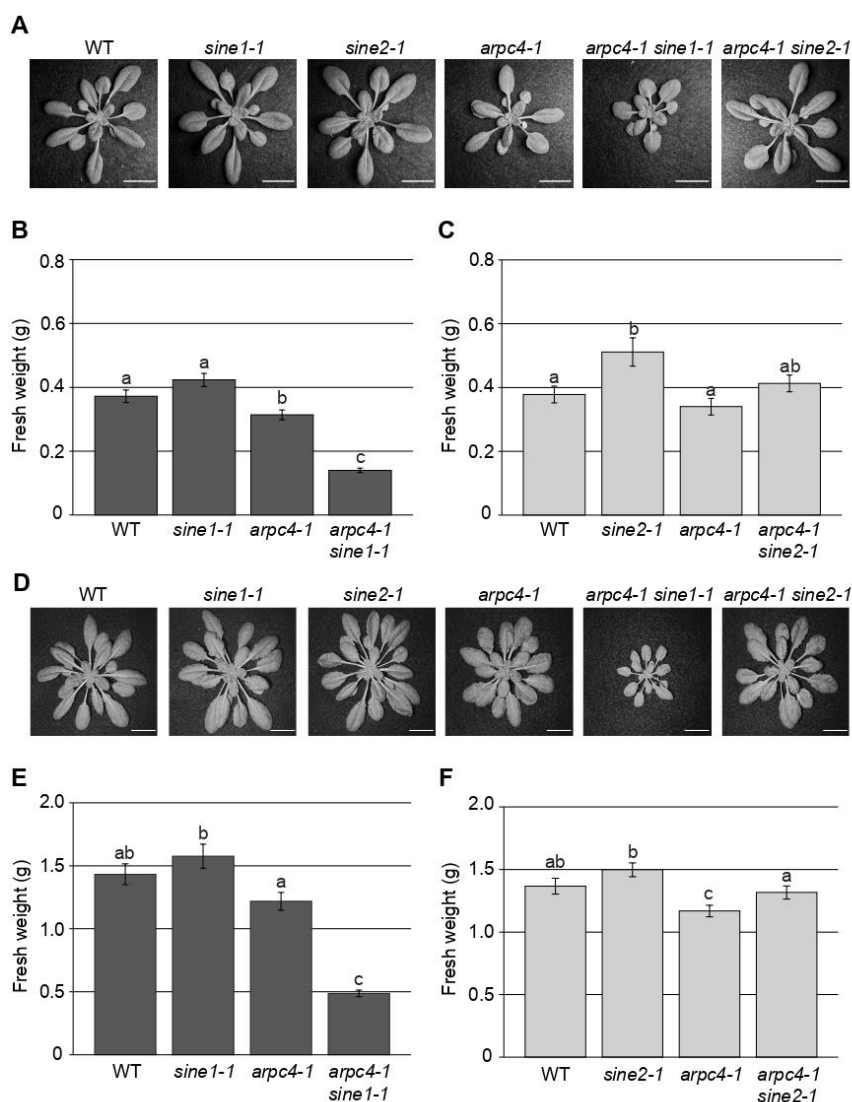 A
WT sine1-1 sine2-1 arpc4-1 arpc4-1 sine1-1 arpc4-1 sine2-1
B
Fresh weight (g)
0.8
0.6
0.4
0.2
0
a a b c
WT sine1-1 arpc4-1 arpc4-1
sine1-1
C
Fresh weight (g)
0.8
0.6
0.4
0.2
0
a b a ab
WT sine2-1 arpc4-1 arpc4-1
sine2-1
D
WT sine1-1 sine2-1 arpc4-1 arpc4-1 sine1-1 arpc4-1 sine2-1
E
Fresh weight (g)
2.0
1.5
1.0
0.5
0
ab b a c
WT sine1-1 arpc4-1 arpc4-1
sine1-1
F
Fresh weight (g)
2.0
1.5
1.0
0.5
0
ab b c a
WT sine2-1 arpc4-1 arpc4-1
sine2-1